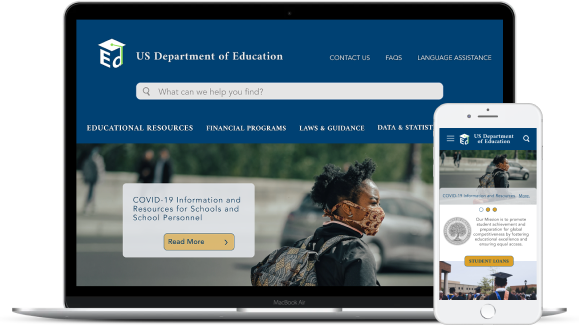 Ed
US Department of Education
CONTACT US
FAQS
LANGUAGE ASSISTANCE
What can we help you find?
EDUCATIONAL RESOURCES
FINANCIAL PROGRAMS
LAWS & GUIDANCE
DATA & STATIST
COVID-19 Information and
Resources for Schools and
School Personnel
Read More
MacBook Air
Ed
US Department
of Education
COVID-19 Information and Resources
More
Our Mission is to promote
student achievement and
preparation for global
competitiveness by fostering
educational excellence and
ensuring equal access.
STUDENT LOANS